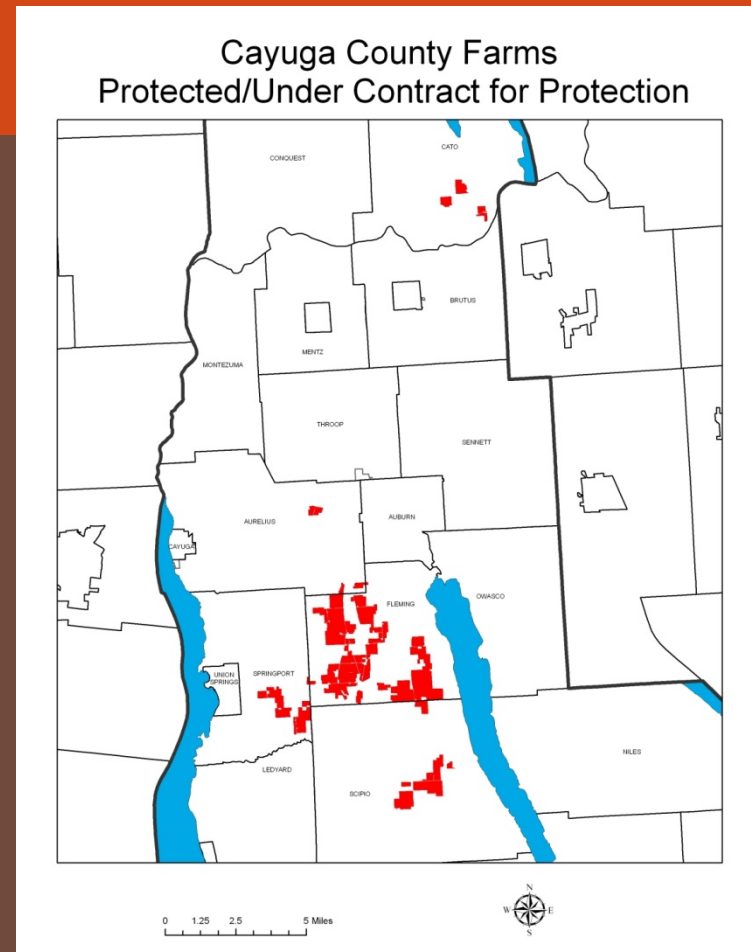 Cayuga County Farms
Protected/Under Contract for Protection
CATO
CONQUEST
BRUTUS
MENTZ
MONTEZUMA
THROOP
SENNETT
AURELIUS
AUBURN
CAYUGA
OWASCO
FLEMING
UNION
SPRINGS
SPRINGPORT
NILES
LEDYARD
SCIPIO
N
W E
S
0 1.25 2.5 5 Miles